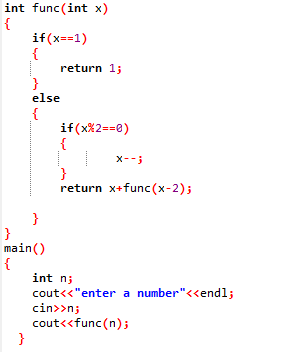 int func(int x)
{
if(x==1)
{
return 1;
}
else
{
if(x%2==0)
{
x--;
}
return x+func(x-2);
}
}
main()
{
int n;
cout<<"enter a number"<<endl;
cin>>n;
cout<<func(n);
}